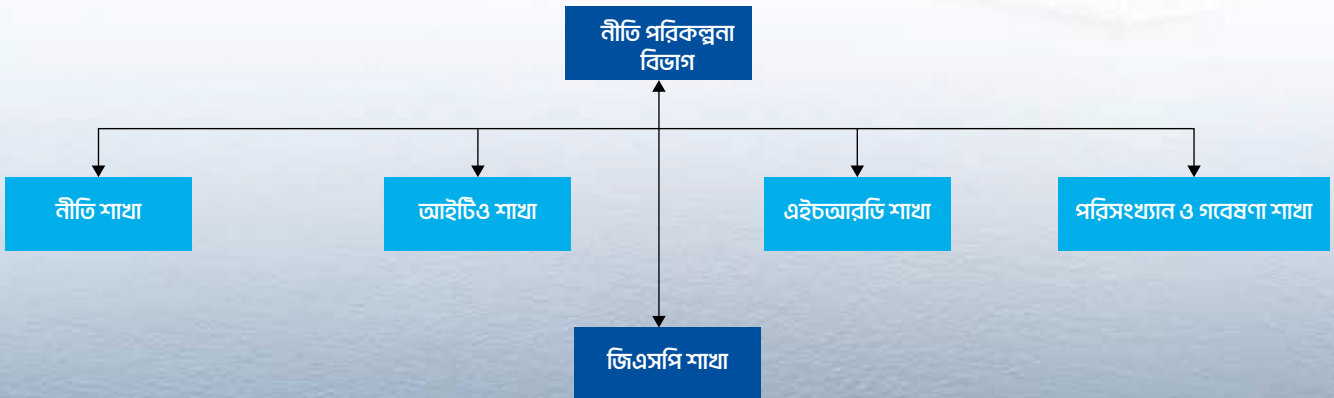 নীতি পরিকল্পনা
বিভাগ
নীতি শাখা
আইটিও শাখা
এইচআরডি শাখা
পরিসংখ্যান ও গবেষণা শাখা
জিএসপি শাখা